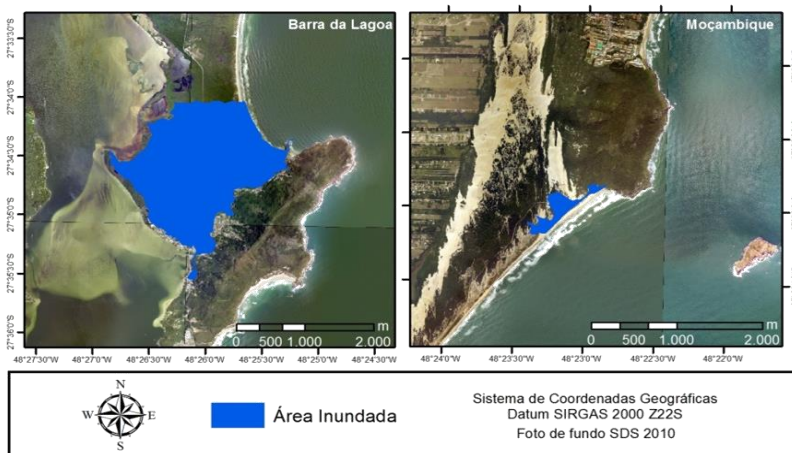 Barra da Lagoa
Moçambique
27°33'30"S
27°34'0"S
27°34'30"S
27°35'0"S
27°35'30"S
27°36'0"S
0 500 1.000 2.000 m
0 500 1.000 2.000 m
48°27'30"W 48°27'0"W 48°26'30"W 48°26'0"W 48°25'30"W 48°25'0"W 48°24'30"W
48°24'0"W 48°23'30"W 48°23'0"W 48°22'30"W 48°22'0"W
N
W E
S
Área Inundada
Sistema de Coordenadas Geográficas
Datum SIRGAS 2000 Z22S
Foto de fundo SDS 2010